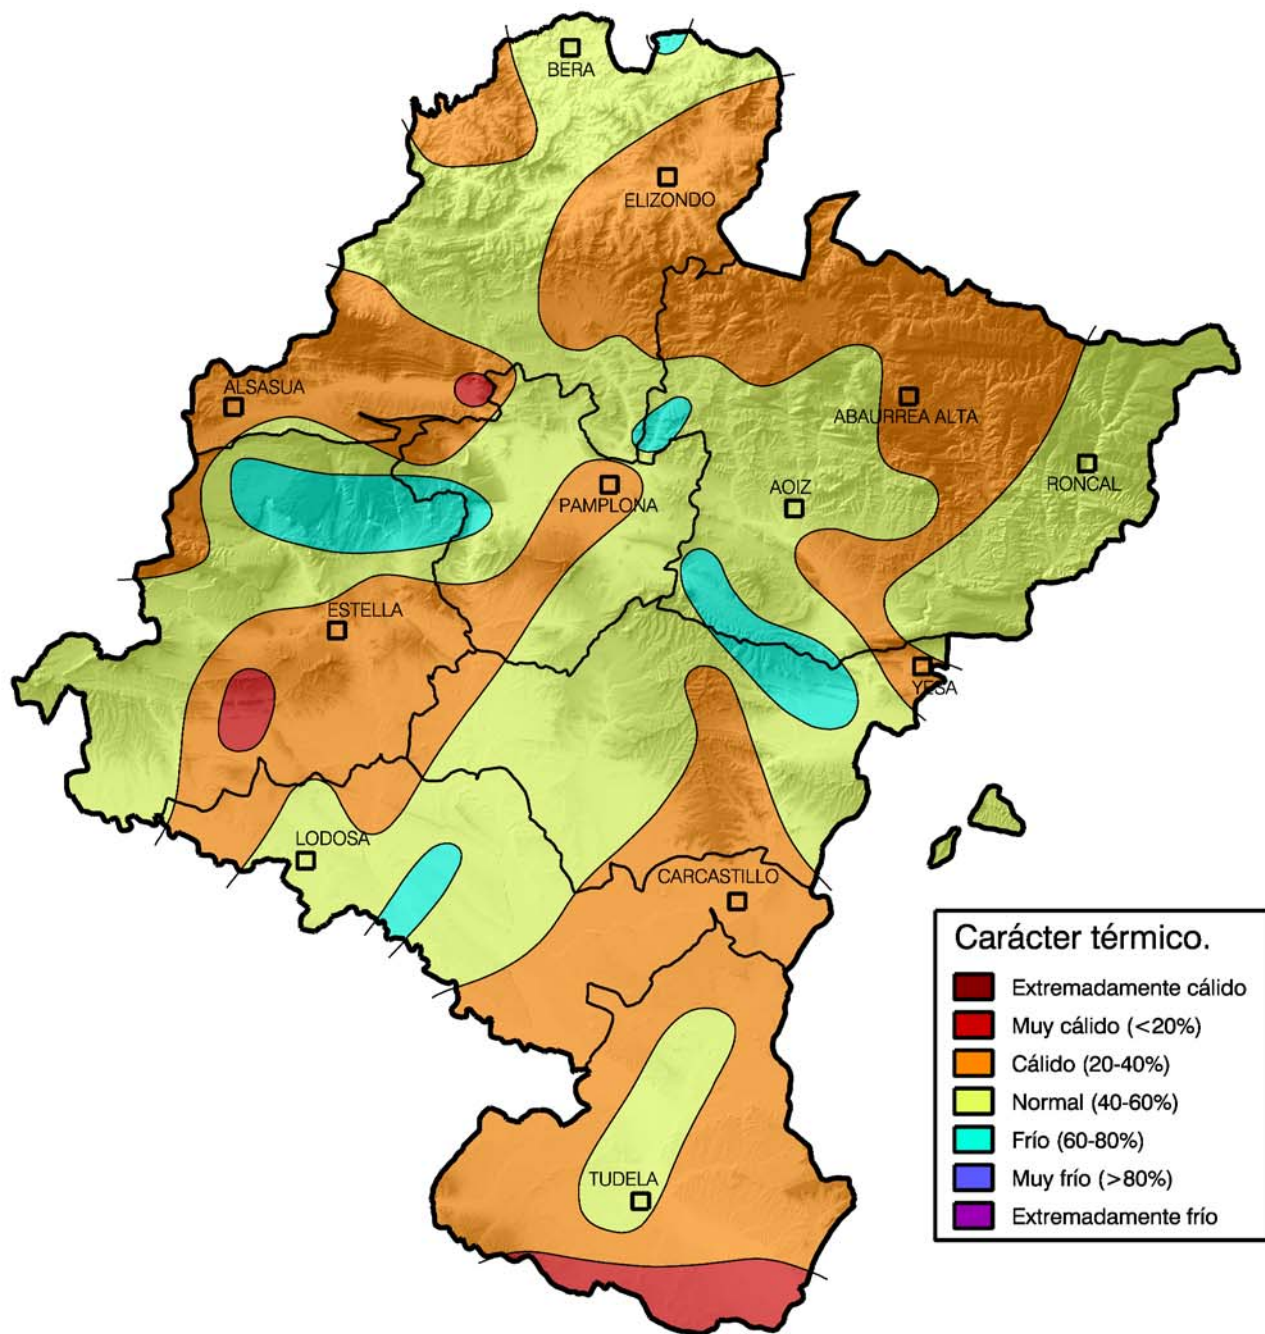 BERA
ELIZONDO
ALSASUA
ABAURREA ALTA
RONCAL
AOIZ
PAMPLONA
ESTELLA
YESA
LODOSA
CARCASTILLO
TUDELA
Carácter térmico.
Extremadamente cálido
Muy cálido (<20%)
Cálido (20-40%)
Normal (40-60%)
Frío (60-80%)
Muy frío (>80%)
Extremadamente frío